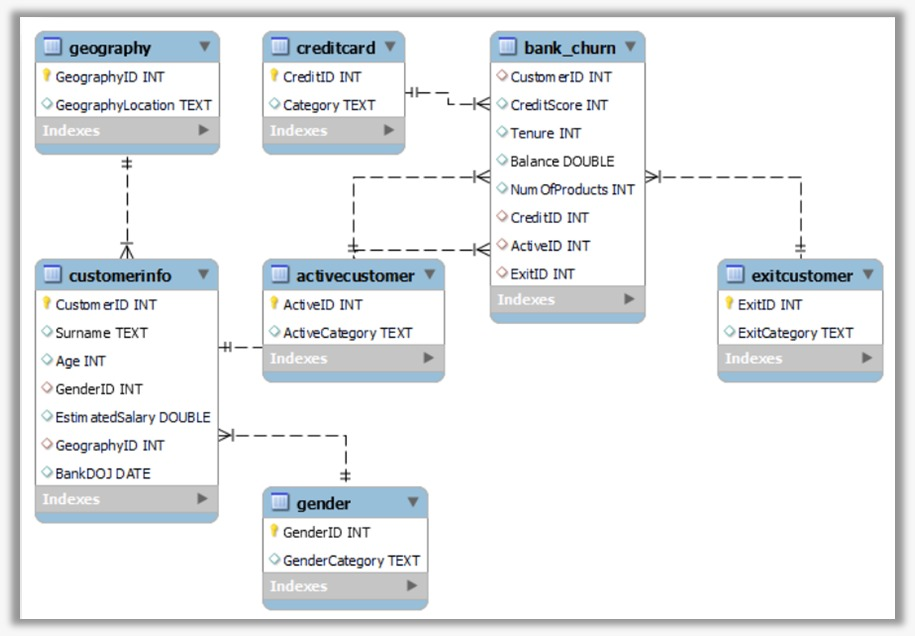 geography
GeographyID INT
GeographyLocation TEXT
Indexes
creditcard
CreditID INT
Category TEXT
Indexes
bank_churn
CustomerID INT
CreditScore INT
Tenure INT
Balance DOUBLE
NumOfProducts INT
CreditID INT
ActiveID INT
ExitID INT
Indexes
customerinfo
CustomerID INT
Surname TEXT
Age INT
GenderID INT
EstimatedSalary DOUBLE
GeographyID INT
BankDOJ DATE
Indexes
activecustomer
ActiveID INT
ActiveCategory TEXT
Indexes
exitcustomer
ExitID INT
ExitCategory TEXT
Indexes
gender
GenderID INT
GenderCategory TEXT
Indexes